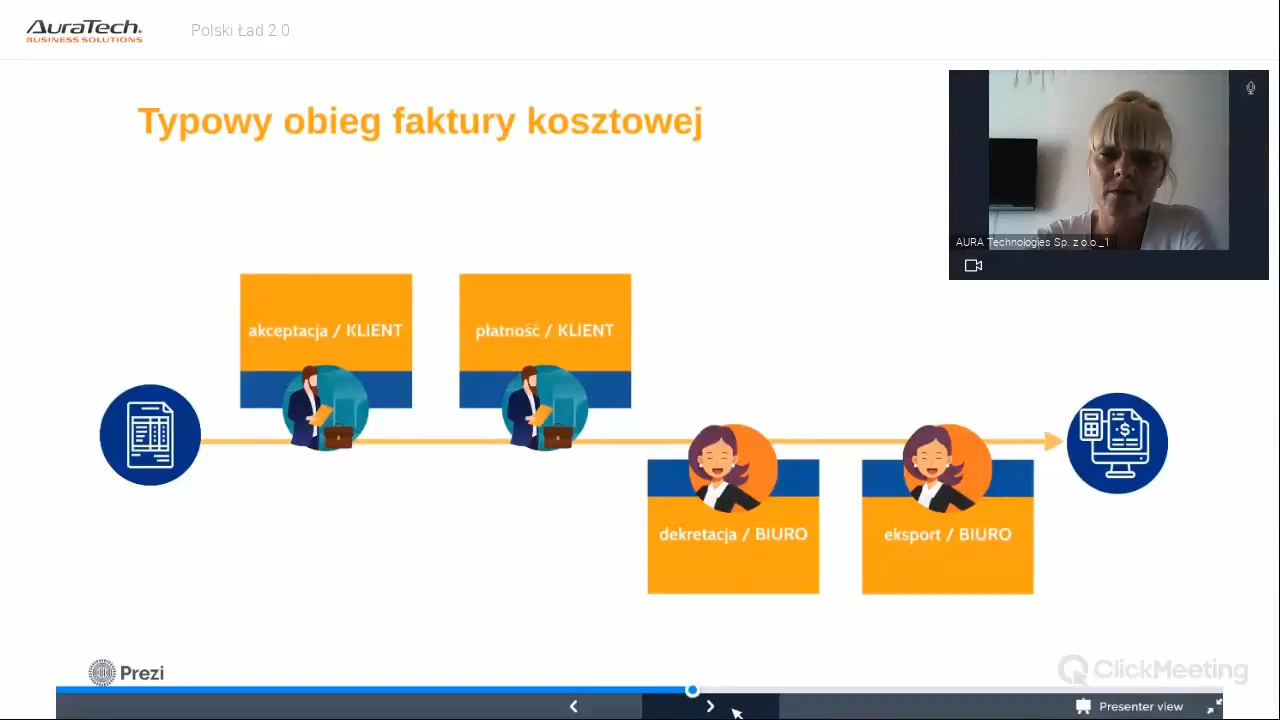 AuraTech.
BUSINESS SOLUTIONS
Polski Ład 2 0
Typowy obieg faktury kosztowej
AURA Technologies Sp. z o.o._1
akceptacja / KLIENT
płatność / KLIENT
dekretacja / BIURO
eksport / BIURO
Prezi
ClickMeeting
Presenter view